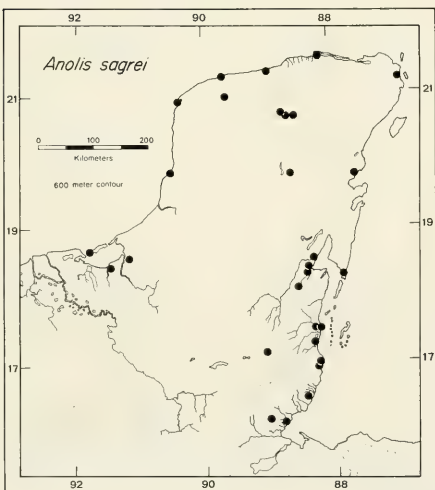 92 90 88
Anolis sagrei
21 21
0 100 200
Kilometers
600 meter contour
19 19
17 17
92 90 88